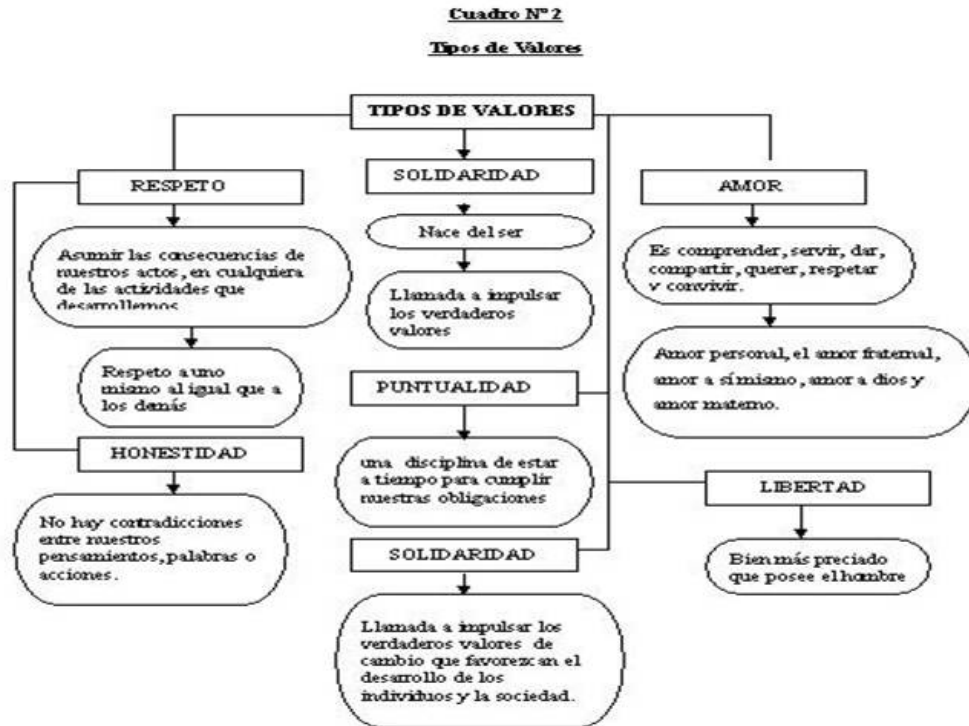 Cuadro Nº 2
Tipos de Valores
TIPOS DE VALORES
RESPETO
Asumir las consecuencias de
nuestros actos, en cualquiera
de las actividades que
desarrollemos
Respeto a uno
mismo al igual que a
los demás
HONESTIDAD
No hay contradicciones
entre nuestros
pensamientos, palabras o
acciones.
SOLIDARIDAD
Nace del ser
Llamada a impulsar
los verdaderos
valores
PUNTUALIDAD
una disciplina de estar
a tiempo para cumplir
nuestras obligaciones
SOLIDARIDAD
Llamada a impulsar los
verdaderos valores de
cambio que favorezcan el
desarrollo de los
individuos y la sociedad.
AMOR
Es comprender, servir, dar,
compartir, querer, respetar
y convivir.
Amor personal, el amor fraternal,
amor a sí mismo, amor a dios y
amor materno.
LIBERTAD
Bien más preciado
que posee el hombre